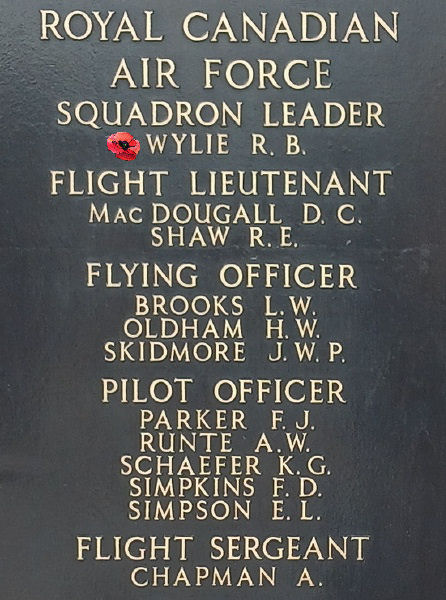 ROYAL CANADIAN
AIR FORCE
SQUADRON LEADER
WYLIE R. B.
FLIGHT LIEUTENANT
MAC DOUGALL D. C.
SHAW R. E.
FLYING OFFICER
BROOKS L. W.
OLDHAM H. W.
SKIDMORE J. W. P.
PILOT OFFICER
PARKER F. J.
RUNTE A. W.
SCHAEFER K. G.
SIMPKINS F. D.
SIMPSON E. L.
FLIGHT SERGEANT
CHAPMAN A.